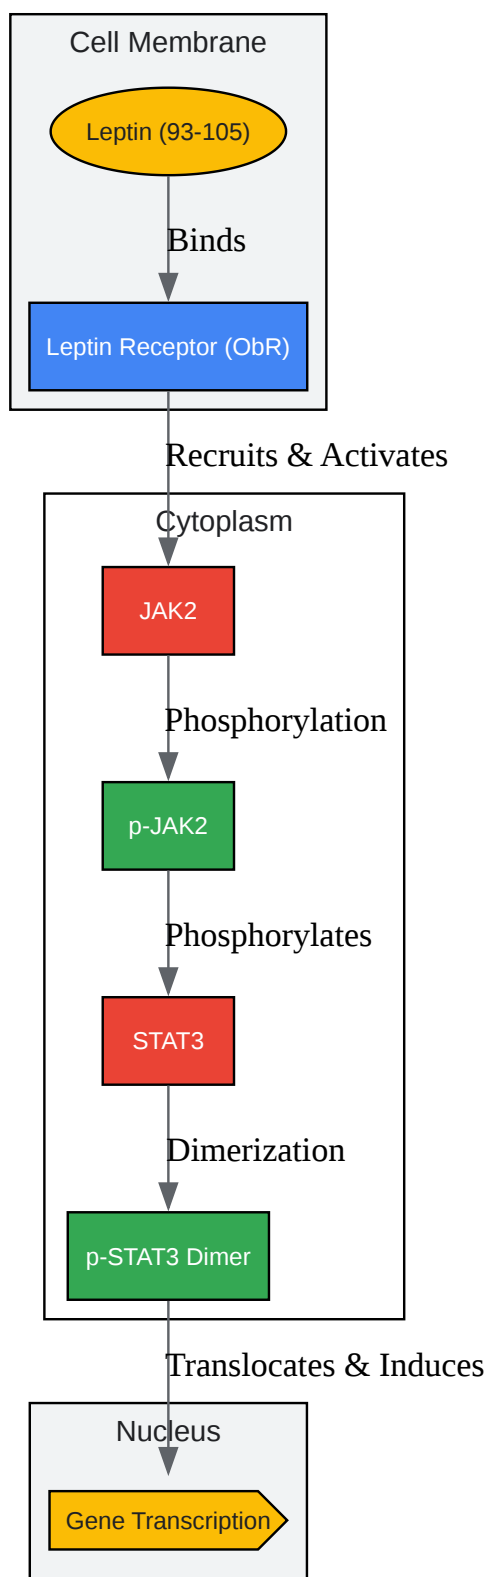 Cell Membrane
Leptin (93-105)
Binds
Leptin Receptor (ObR)
Recruits & Activates
Cytoplasm
JAK2
Phosphorylation
p-JAK2
Phosphorylates
STAT3
Dimerization
p-STAT3 Dimer
Translocates & Induces
Nucleus
Gene Transcription